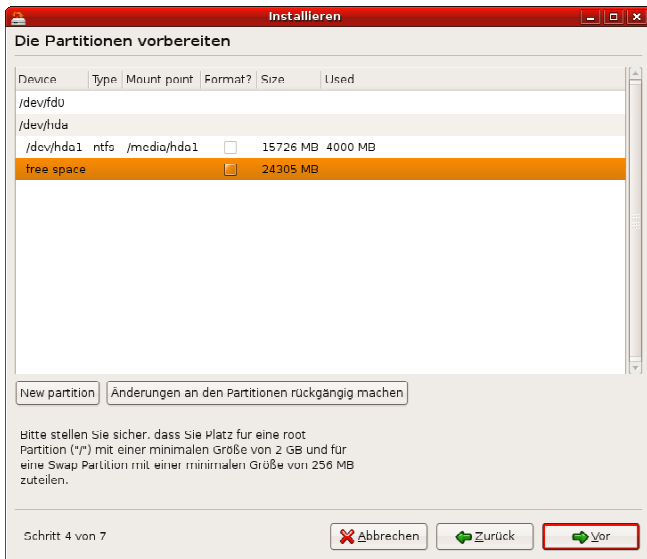 Installieren
Die Partitionen vorbereiten
Device Type Mount point Format? Size Used
/dev/fd0
/dev/hda
/dev/hda1 ntfs /media/hda1 15726 MB 4000 MB
free space 24305 MB
New partition Änderungen an den Partitionen rückgängig machen
Bitte stellen Sie sicher, dass Sie Platz für eine root
Partition ("/") mit einer minimalen Größe von 2 GB und für
eine Swap Partition mit einer minimalen Größe von 256 MB
zuteilen.
Schritt 4 von 7 Abbrechen Zurück Vor